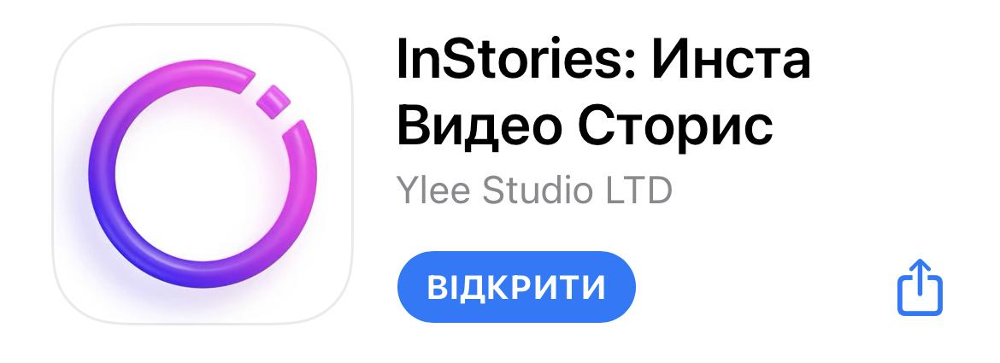 InStories: Инста
Видео Сторис
Ylee Studio LTD
ВІДКРИТИ